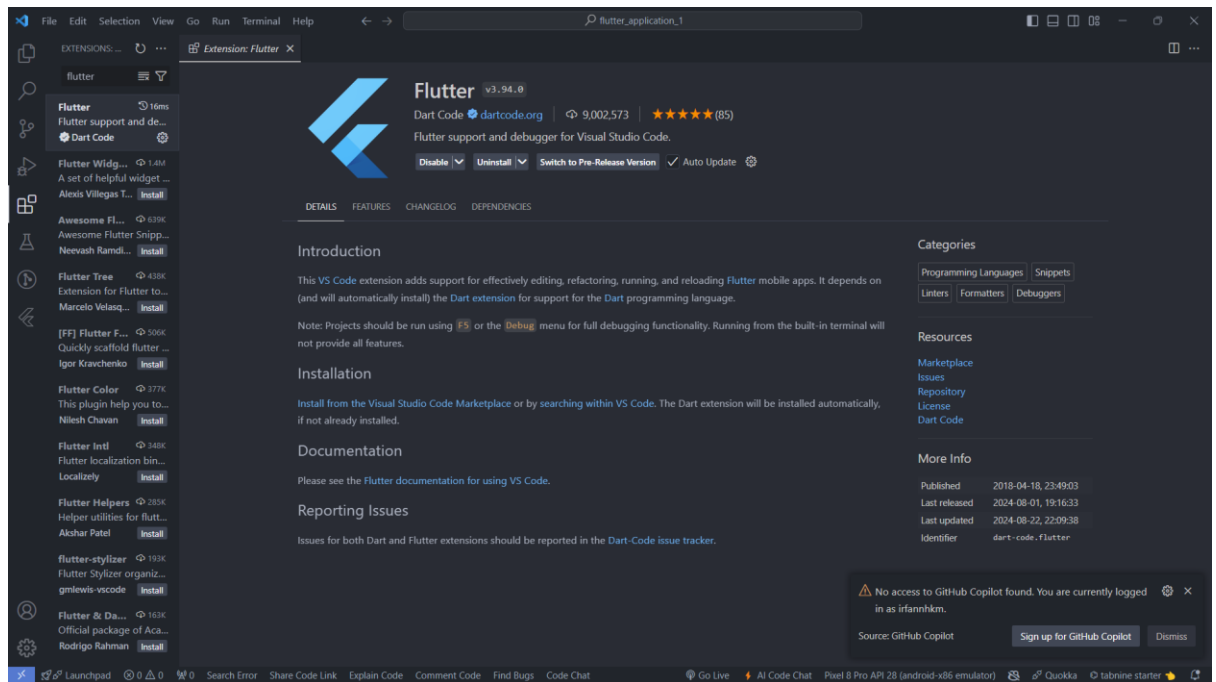 File Edit Selection View Go Run Terminal Help
flutter_application_1
EXTENSIONS: ...
Extension: Flutter
flutter
Flutter 16ms
Flutter support and de...
Dart Code
Flutter Widg... 1.4M
A set of helpful widget ...
Alexis Villegas T... Install
Awesome Fl... 639K
Awesome Flutter Snipp...
Neevash Ramdi... Install
Flutter Tree 438K
Extension for Flutter to...
Marcelo Velasq... Install
[FF] Flutter F... 506K
Quickly scaffold flutter ...
Igor Kravchenko Install
Flutter Color 377K
This plugin help you to...
Nilesh Chavan Install
Flutter Intl 348K
Flutter localization bin...
Localizely Install
Flutter Helpers 285K
Helper utilities for flutt...
Akshar Patel Install
flutter-stylizer 193K
Flutter Stylizer organiz...
gmlewis-vscode Install
Flutter & Da... 163K
Official package of Aca...
Rodrigo Rahman Install
Flutter v3.94.0
Dart Code dartcode.org 9,002,573 (85)
Flutter support and debugger for Visual Studio Code.
Disable Uninstall Switch to Pre-Release Version Auto Update
DETAILS FEATURES CHANGELOG DEPENDENCIES
Introduction
This VS Code extension adds support for effectively editing, refactoring, running, and reloading Flutter mobile apps. It depends on
(and will automatically install) the Dart extension for support for the Dart programming language.
Note: Projects should be run using F5 or the Debug menu for full debugging functionality. Running from the built-in terminal will
not provide all features.
Installation
Install from the Visual Studio Code Marketplace or by searching within VS Code. The Dart extension will be installed automatically,
if not already installed.
Documentation
Please see the Flutter documentation for using VS Code.
Reporting Issues
Issues for both Dart and Flutter extensions should be reported in the Dart-Code issue tracker.
Categories
Programming Languages Snippets
Linters Formatters Debuggers
Resources
Marketplace
Issues
Repository
License
Dart Code
More Info
Published 2018-04-18, 23:49:03
Last released 2024-08-01, 19:16:33
Last updated 2024-08-22, 22:09:38
Identifier dart-code.flutter
No access to GitHub Copilot found. You are currently logged
in as irfannhkm.
Source: GitHub Copilot Sign up for GitHub Copilot Dismiss
Launchpad 0 0 0 Search Error Share Code Link Explain Code Comment Code Find Bugs Code Chat Go Live AI Code Chat Pixel 8 Pro API 28 (android-x86 emulator) Quokka tabnine starter